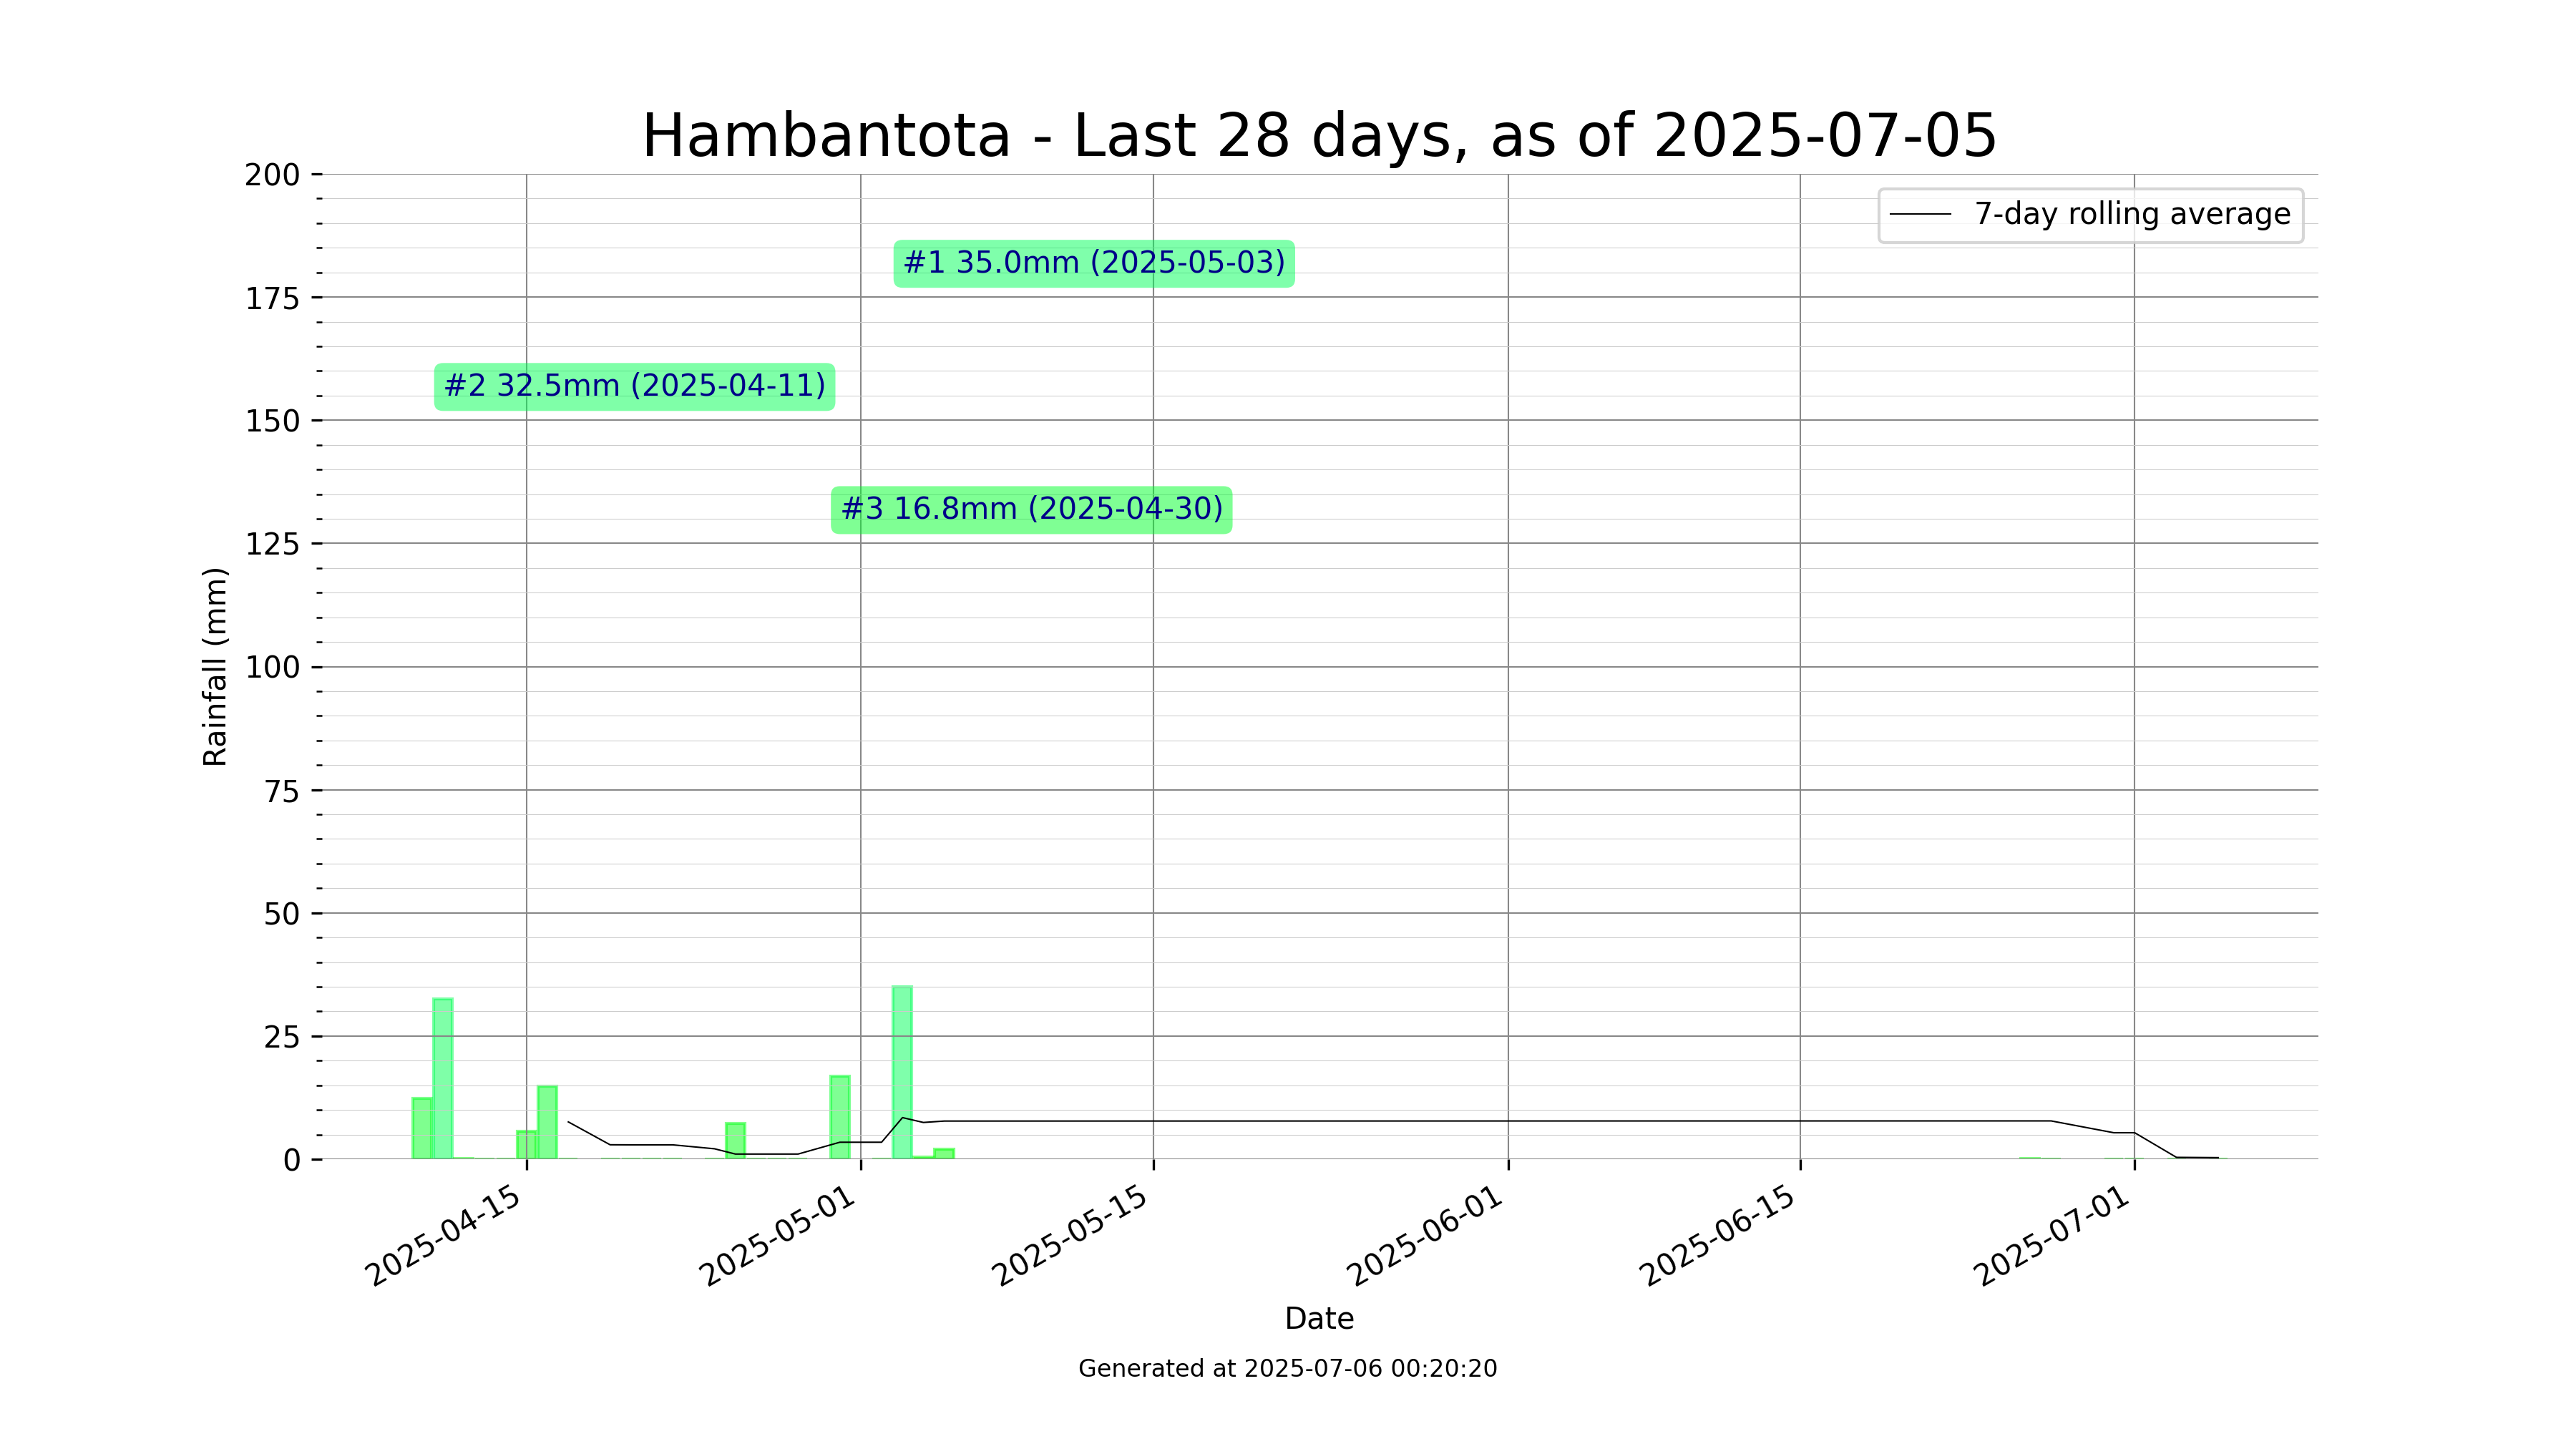 Hambantota - Last 28 days, as of 2025-07-05
200
175
150
125
100
75
50
25
0
Rainfall (mm)
7-day rolling average
#1 35.0mm (2025-05-03)
#2 32.5mm (2025-04-11)
#3 16.8mm (2025-04-30)
2025-04-15
2025-05-01
2025-05-15
2025-06-01
2025-06-15
2025-07-01
Date
Generated at 2025-07-06 00:20:20